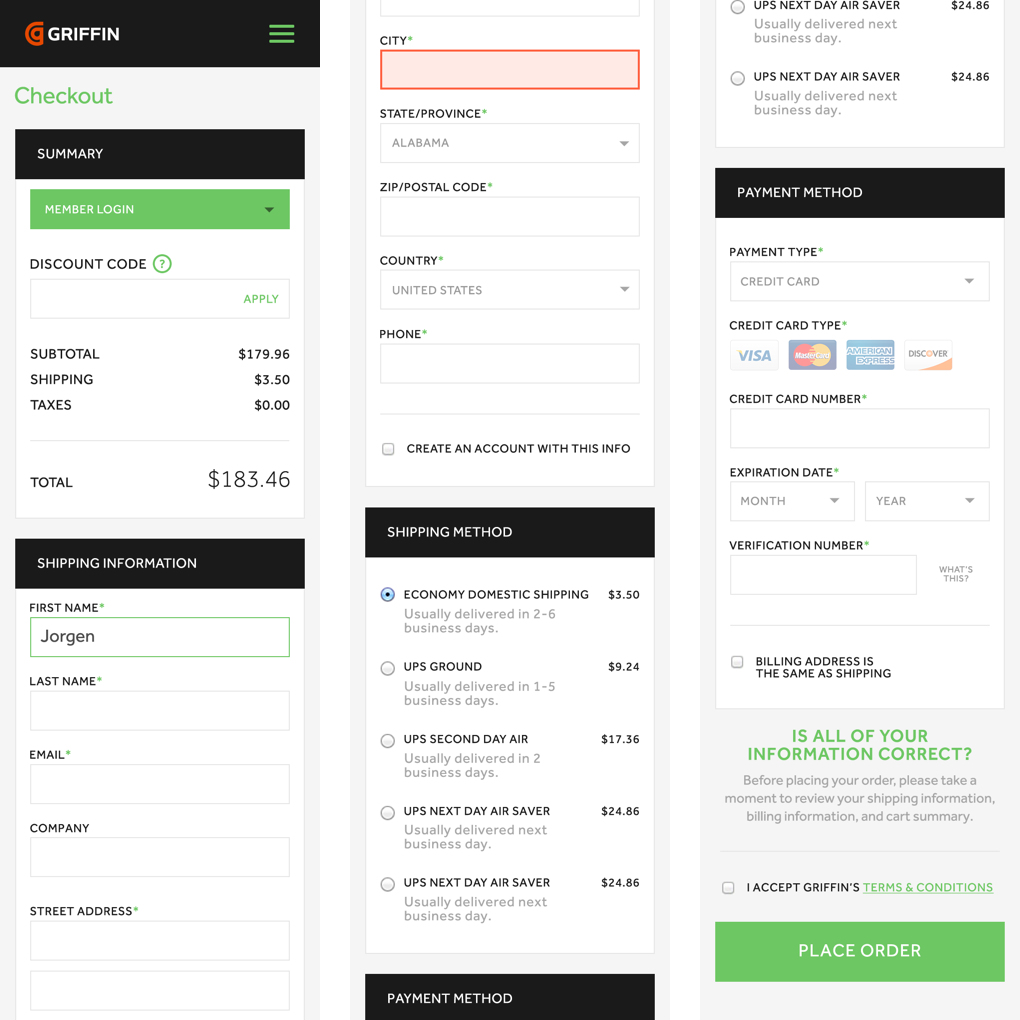 GRIFFIN
Checkout
SUMMARY
MEMBER LOGIN
DISCOUNT CODE ?
APPLY
SUBTOTAL $179.96
SHIPPING $3.50
TAXES $0.00
TOTAL $183.46
SHIPPING INFORMATION
FIRST NAME*
Jorgen
LAST NAME*
EMAIL*
COMPANY
STREET ADDRESS*
CITY*
STATE/PROVINCE*
ALABAMA
ZIP/POSTAL CODE*
COUNTRY*
UNITED STATES
PHONE*
CREATE AN ACCOUNT WITH THIS INFO
SHIPPING METHOD
ECONOMY DOMESTIC SHIPPING $3.50
Usually delivered in 2-6
business days.
UPS GROUND $9.24
Usually delivered in 1-5
business days.
UPS SECOND DAY AIR $17.36
Usually delivered in 2
business days.
UPS NEXT DAY AIR SAVER $24.86
Usually delivered next
business day.
UPS NEXT DAY AIR SAVER $24.86
Usually delivered next
business day.
PAYMENT METHOD
UPS NEXT DAY AIR SAVER $24.86
Usually delivered next
business day.
UPS NEXT DAY AIR SAVER $24.86
Usually delivered next
business day.
PAYMENT METHOD
PAYMENT TYPE*
CREDIT CARD
CREDIT CARD TYPE*
VISA MasterCard AMERICAN EXPRESS DISCOVER
CREDIT CARD NUMBER*
EXPIRATION DATE*
MONTH YEAR
VERIFICATION NUMBER*
WHAT'S
THIS?
BILLING ADDRESS IS
THE SAME AS SHIPPING
IS ALL OF YOUR
INFORMATION CORRECT?
Before placing your order, please take a
moment to review your shipping information,
billing information, and cart summary.
I ACCEPT GRIFFIN'S TERMS & CONDITIONS
PLACE ORDER